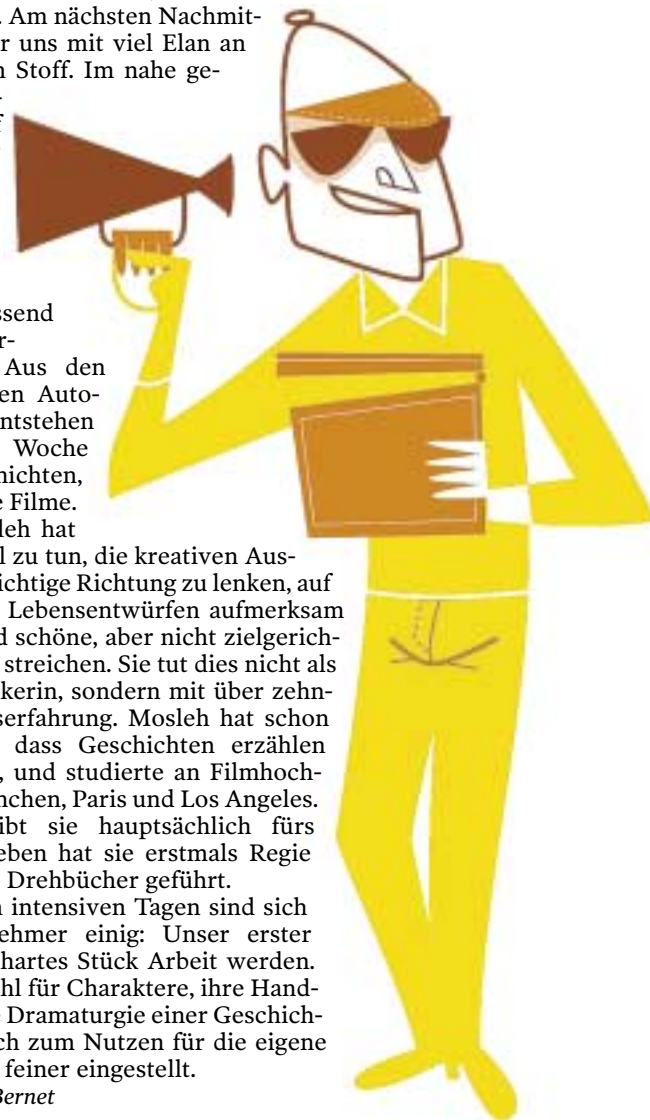 . Am nächsten Nachmit-
r uns mit viel Elan an
n Stoff. Im nahe ge-
ssend
r-
Aus den
en Auto-
ntstehen
Woche
hichten,
e Filme.
leh hat
l zu tun, die kreativen Aus-
ichtige Richtung zu lenken, auf
Lebensentwürfen aufmerksam
d schöne, aber nicht zielgerich-
streichen. Sie tut dies nicht als
kerin, sondern mit über zehn-
serfahrung. Mosleh hat schon
dass Geschichten erzählen
, und studierte an Filmhoch-
nchen, Paris und Los Angeles.
ibt sie hauptsächlich fürs
eben hat sie erstmals Regie
Drehbücher geführt.
n intensiven Tagen sind sich
ehmer einig: Unser erster
hartes Stück Arbeit werden.
hl für Charaktere, ihre Hand-
e Dramaturgie einer Geschich-
ch zum Nutzen für die eigene
feiner eingestellt.
Bernet